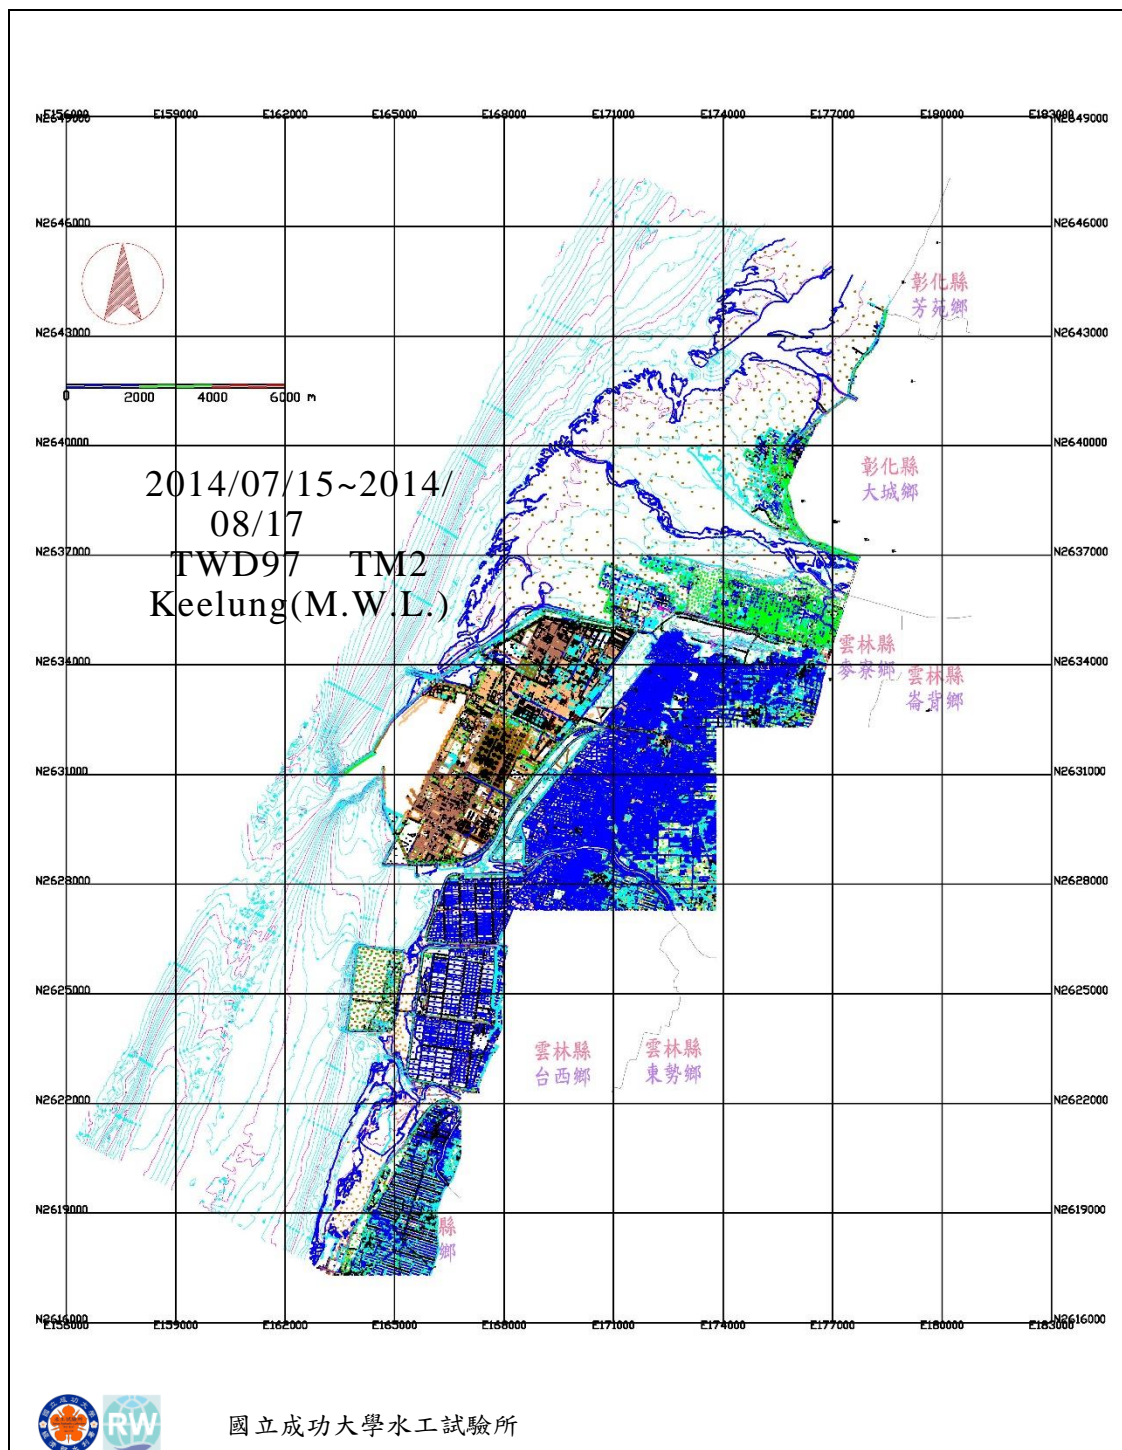 E156000 E159000 E162000 E165000 E168000 E171000 E174000 E177000 E180000 E183000
N2649000 N2649000
N2646000 N2646000
彰化縣
芳苑鄉
N2643000 N2643000
0 2000 4000 6000 m
N2640000 N2640000
彰化縣
大城鄉
2014/07/15~2014/
08/17
TWD97 TM2
Keelung(M.W.L.)
N2637000 N2637000
雲林縣
麥寮鄉
N2634000 N2634000
雲林縣
崙背鄉
N2631000 N2631000
N2628000 N2628000
N2625000 N2625000
雲林縣
台西鄉
雲林縣
東勢鄉
N2622000 N2622000
N2619000 N2619000
縣
鄉
N2616000 N2616000
E158000 E159000 E162000 E165000 E168000 E171000 E174000 E177000 E180000 E183000
RW
國立成功大學水工試驗所